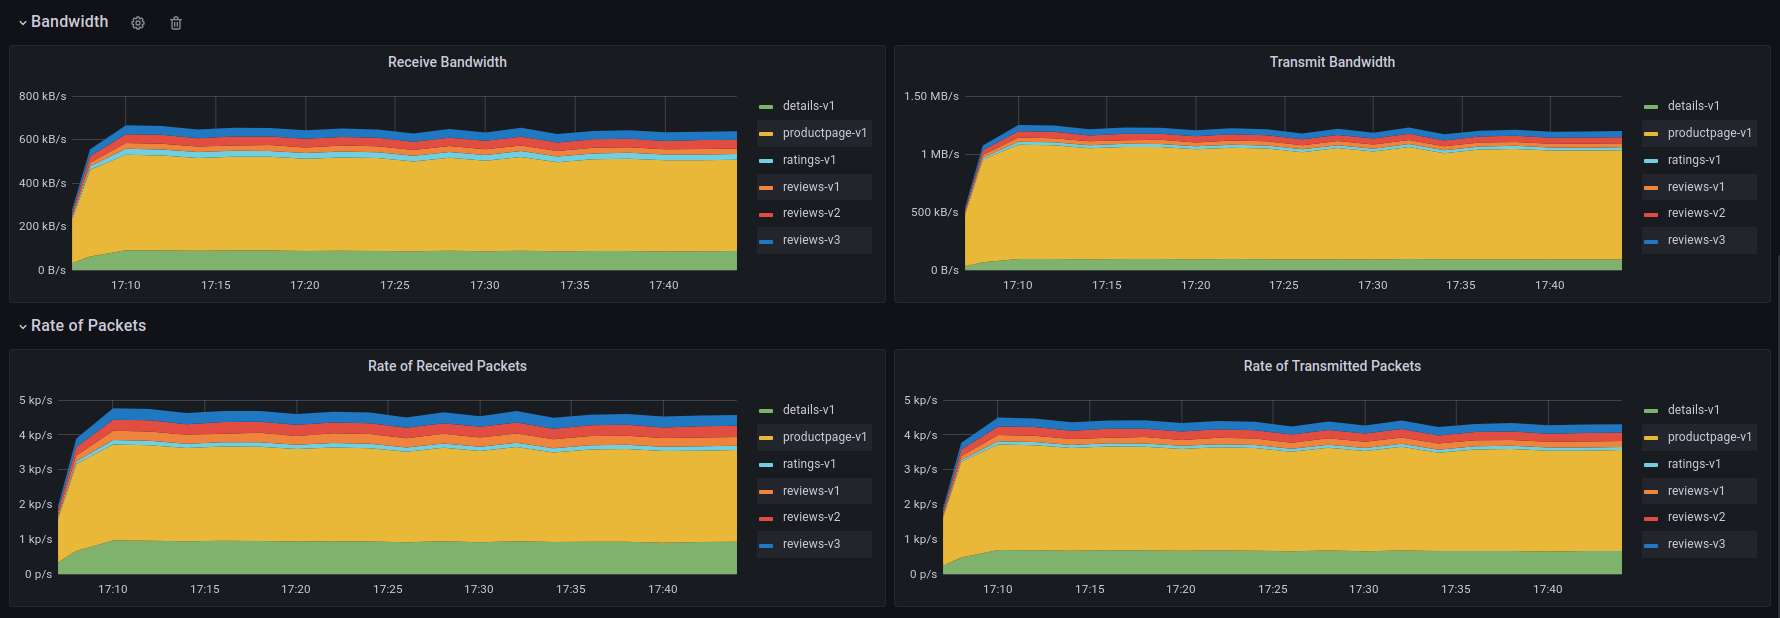 Bandwidth
Receive Bandwidth
800 kB/s
600 kB/s
400 kB/s
200 kB/s
0 B/s
17:10 17:15 17:20 17:25 17:30 17:35 17:40
details-v1
productpage-v1
ratings-v1
reviews-v1
reviews-v2
reviews-v3
Transmit Bandwidth
1.50 MB/s
1 MB/s
500 kB/s
0 B/s
17:10 17:15 17:20 17:25 17:30 17:35 17:40
details-v1
productpage-v1
ratings-v1
reviews-v1
reviews-v2
reviews-v3
Rate of Packets
Rate of Received Packets
5 kp/s
4 kp/s
3 kp/s
2 kp/s
1 kp/s
0 p/s
17:10 17:15 17:20 17:25 17:30 17:35 17:40
details-v1
productpage-v1
ratings-v1
reviews-v1
reviews-v2
reviews-v3
Rate of Transmitted Packets
5 kp/s
4 kp/s
3 kp/s
2 kp/s
1 kp/s
0 p/s
17:10 17:15 17:20 17:25 17:30 17:35 17:40
details-v1
productpage-v1
ratings-v1
reviews-v1
reviews-v2
reviews-v3